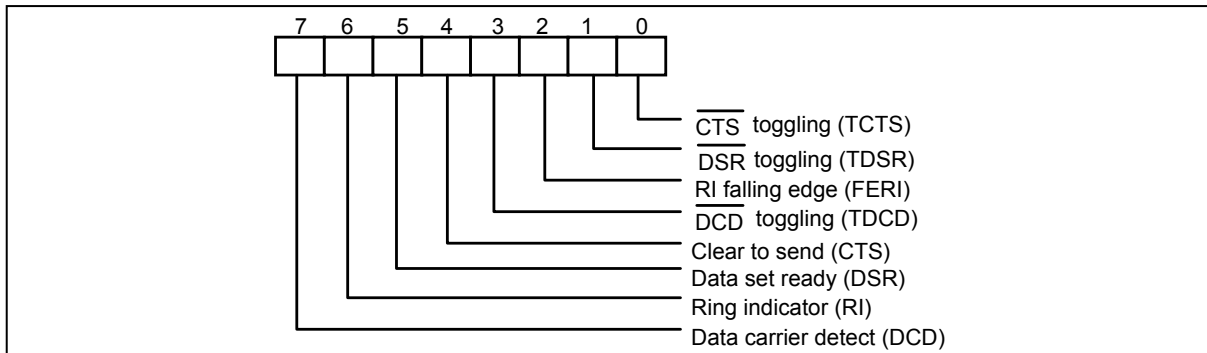 7 6 5 4 3 2 1 0
CTS toggling (TCTS)
DSR toggling (TDSR)
RI falling edge (FERI)
DCD toggling (TDCD)
Clear to send (CTS)
Data set ready (DSR)
Ring indicator (RI)
Data carrier detect (DCD)